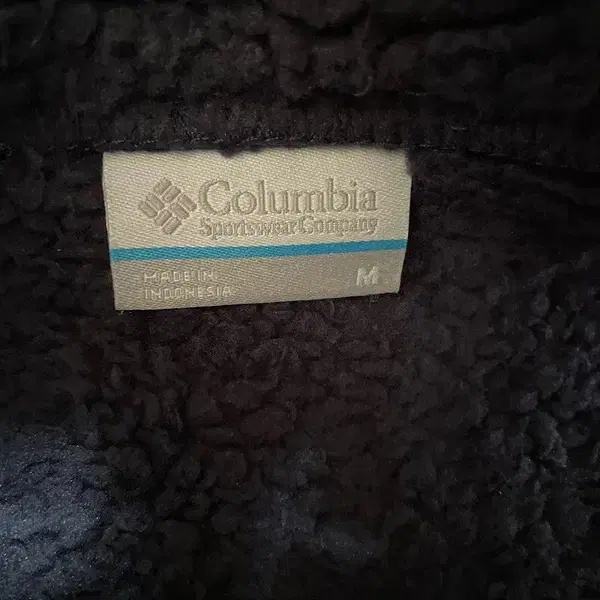 Columbia
Sportswear Company
MADE IN
INDONESIA
M